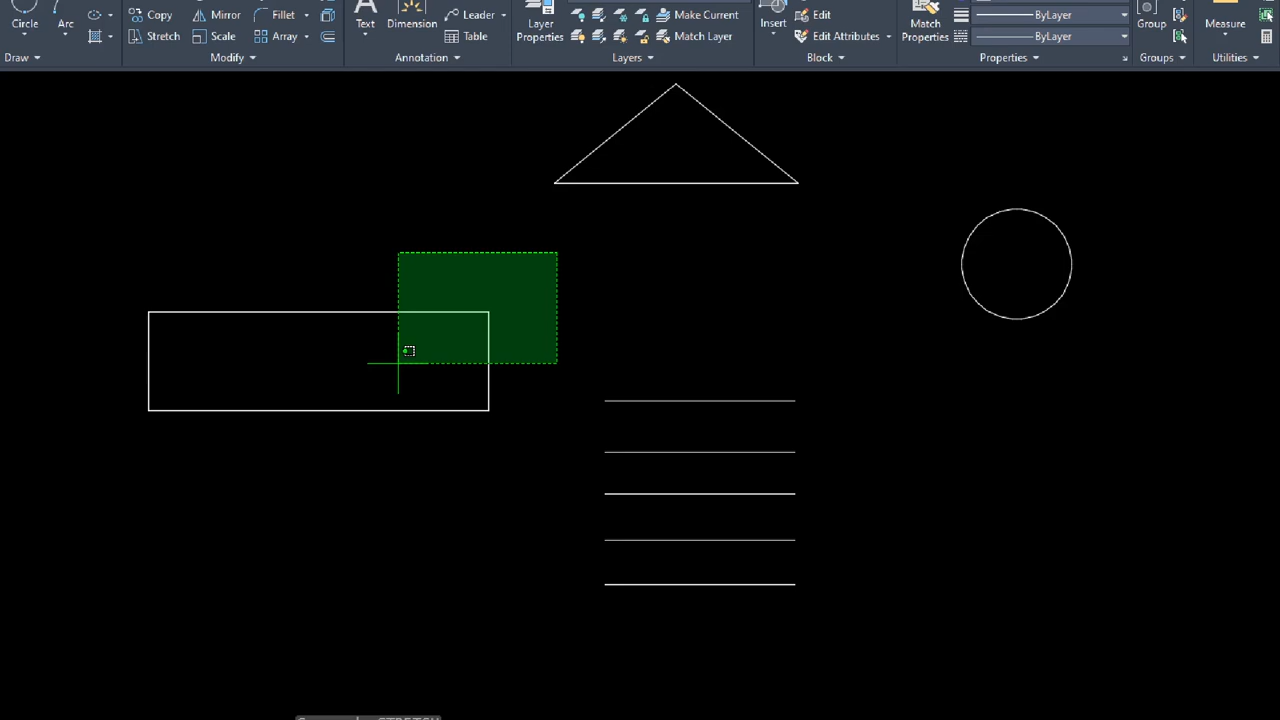 Circle Arc Copy Mirror Fillet Text Dimension Leader Layer Properties Make Current Insert Edit Match Properties ByLayer Group Measure
Stretch Scale Array Table Match Layer Edit Attributes ByLayer
Draw Modify Annotation Layers Block Properties Groups Utilities